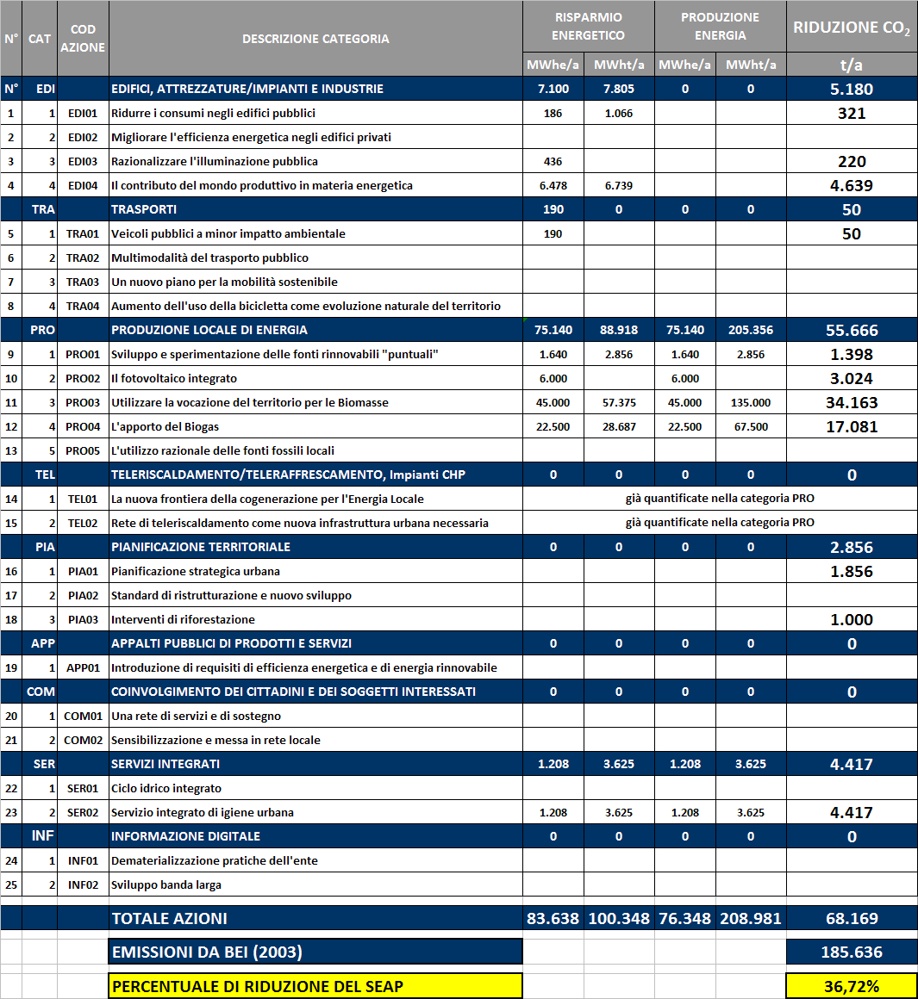 N° CAT COD AZIONE DESCRIZIONE CATEGORIA RISPARMIO ENERGETICO PRODUZIONE ENERGIA RIDUZIONE CO₂
MWhe/a MWht/a MWhe/a MWht/a t/a
N° EDI EDIFICI, ATTREZZATURE/IMPIANTI E INDUSTRIE 7.100 7.805 0 0 5.180
1 1 EDI01 Ridurre i consumi negli edifici pubblici 186 1.066 321
2 2 EDI02 Migliorare l'efficienza energetica negli edifici privati
3 3 EDI03 Razionalizzare l'illuminazione pubblica 436 220
4 4 EDI04 Il contributo del mondo produttivo in materia energetica 6.478 6.739 4.639
TRA TRASPORTI 190 0 0 0 50
5 1 TRA01 Veicoli pubblici a minor impatto ambientale 190 50
6 2 TRA02 Multimodalità del trasporto pubblico
7 3 TRA03 Un nuovo piano per la mobilità sostenibile
8 4 TRA04 Aumento dell'uso della bicicletta come evoluzione naturale del territorio
PRO PRODUZIONE LOCALE DI ENERGIA 75.140 88.918 75.140 205.356 55.666
9 1 PRO01 Sviluppo e sperimentazione delle fonti rinnovabili "puntuali" 1.640 2.856 1.640 2.856 1.398
10 2 PRO02 Il fotovoltaico integrato 6.000 6.000 3.024
11 3 PRO03 Utilizzare la vocazione del territorio per le Biomasse 45.000 57.375 45.000 135.000 34.163
12 4 PRO04 L'apporto del Biogas 22.500 28.687 22.500 67.500 17.081
13 5 PRO05 L'utilizzo razionale delle fonti fossili locali
TEL TELERISCALDAMENTO/TELERAFFRESCAMENTO, Impianti CHP 0 0 0 0 0
14 1 TEL01 La nuova frontiera della cogenerazione per l'Energia Locale già quantificate nella categoria PRO
15 2 TEL02 Rete di teleriscaldamento come nuova infrastruttura urbana necessaria già quantificate nella categoria PRO
PIA PIANIFICAZIONE TERRITORIALE 0 0 0 0 2.856
16 1 PIA01 Pianificazione strategica urbana 1.856
17 2 PIA02 Standard di ristrutturazione e nuovo sviluppo
18 3 PIA03 Interventi di riforestazione 1.000
APP APPALTI PUBBLICI DI PRODOTTI E SERVIZI 0 0 0 0 0
19 1 APP01 Introduzione di requisiti di efficienza energetica e di energia rinnovabile
COM COINVOLGIMENTO DEI CITTADINI E DEI SOGGETTI INTERESSATI 0 0 0 0 0
20 1 COM01 Una rete di servizi e di sostegno
21 2 COM02 Sensibilizzazione e messa in rete locale
SER SERVIZI INTEGRATI 1.208 3.625 1.208 3.625 4.417
22 1 SER01 Ciclo idrico integrato
23 2 SER02 Servizio integrato di igiene urbana 1.208 3.625 1.208 3.625 4.417
INF INFORMAZIONE DIGITALE 0 0 0 0 0
24 1 INF01 Dematerializzazione pratiche dell'ente
25 2 INF02 Sviluppo banda larga
TOTALE AZIONI 83.638 100.348 76.348 208.981 68.169
EMISSIONI DA BEI (2003) 185.636
PERCENTUALE DI RIDUZIONE DEL SEAP 36,72%